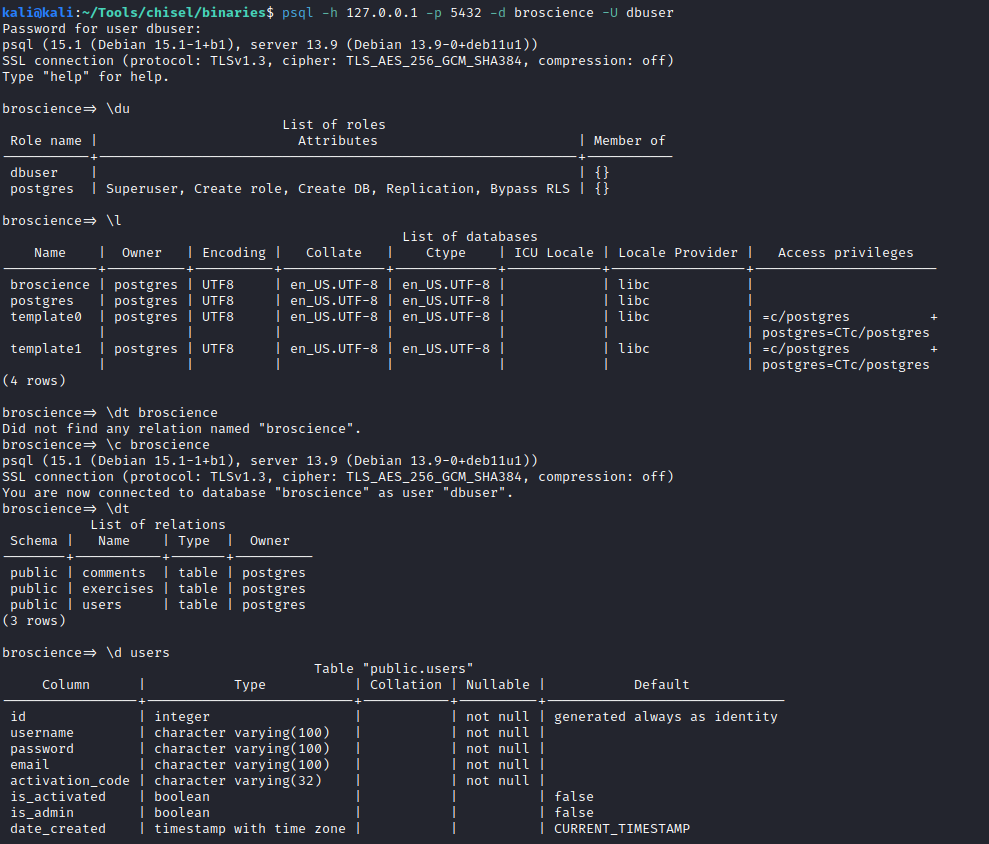 kali@kali:~/Tools/chisel/binaries$ psql -h 127.0.0.1 -p 5432 -d broscience -U dbuser
Password for user dbuser:
psql (15.1 (Debian 15.1-1+b1), server 13.9 (Debian 13.9-0+deb11u1))
SSL connection (protocol: TLSv1.3, cipher: TLS_AES_256_GCM_SHA384, compression: off)
Type "help" for help.

broscience=> \du
                                   List of roles
 Role name |                         Attributes                         | Member of
-----------+------------------------------------------------------------+-----------
 dbuser    |                                                            | {}
 postgres  | Superuser, Create role, Create DB, Replication, Bypass RLS | {}

broscience=> \l
                                                  List of databases
    Name    |  Owner   | Encoding |   Collate   |    Ctype    | ICU Locale | Locale Provider |   Access privileges
------------+----------+----------+-------------+-------------+------------+-----------------+-----------------------
 broscience | postgres | UTF8     | en_US.UTF-8 | en_US.UTF-8 |            | libc            |
 postgres   | postgres | UTF8     | en_US.UTF-8 | en_US.UTF-8 |            | libc            |
 template0  | postgres | UTF8     | en_US.UTF-8 | en_US.UTF-8 |            | libc            | =c/postgres          +
            |          |          |             |             |            |                 | postgres=CTc/postgres
 template1  | postgres | UTF8     | en_US.UTF-8 | en_US.UTF-8 |            | libc            | =c/postgres          +
            |          |          |             |             |            |                 | postgres=CTc/postgres
(4 rows)

broscience=> \dt broscience
Did not find any relation named "broscience".
broscience=> \c broscience
psql (15.1 (Debian 15.1-1+b1), server 13.9 (Debian 13.9-0+deb11u1))
SSL connection (protocol: TLSv1.3, cipher: TLS_AES_256_GCM_SHA384, compression: off)
You are now connected to database "broscience" as user "dbuser".
broscience=> \dt
           List of relations
 Schema |   Name    | Type  |  Owner
--------+-----------+-------+----------
 public | comments  | table | postgres
 public | exercises | table | postgres
 public | users     | table | postgres
(3 rows)

broscience=> \d users
                                       Table "public.users"
     Column      |           Type           | Collation | Nullable |           Default
-----------------+--------------------------+-----------+----------+------------------------------
 id              | integer                  |           | not null | generated always as identity
 username        | character varying(100)   |           | not null |
 password        | character varying(100)   |           | not null |
 email           | character varying(100)   |           | not null |
 activation_code | character varying(32)    |           | not null |
 is_activated    | boolean                  |           |          | false
 is_admin        | boolean                  |           |          | false
 date_created    | timestamp with time zone |           |          | CURRENT_TIMESTAMP